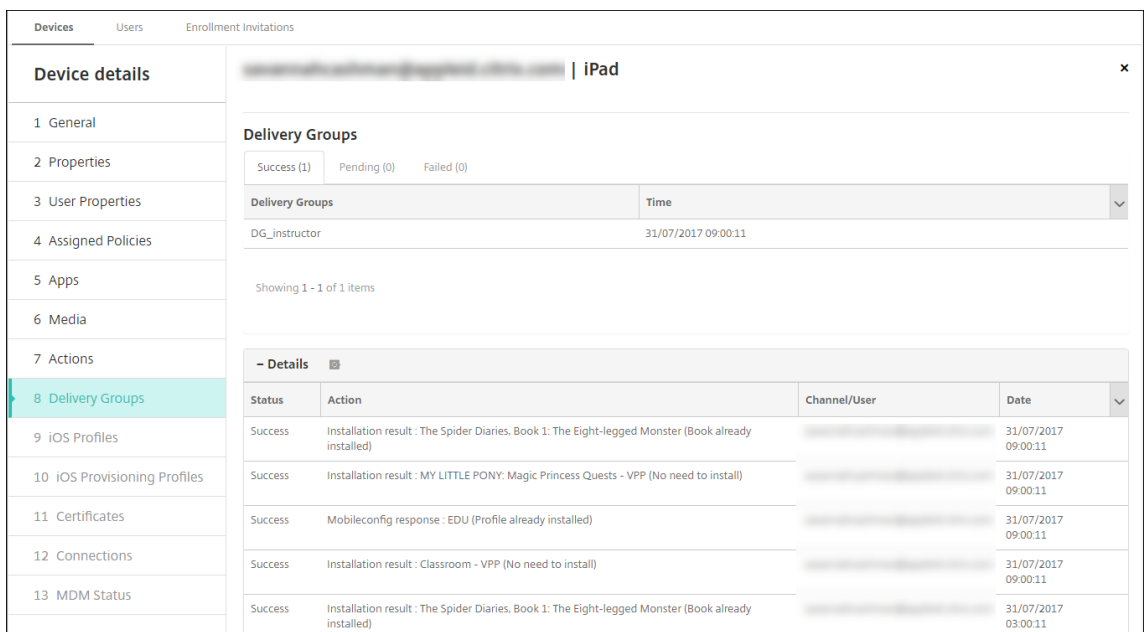 Devices Users Enrollment Invitations
Device details
| iPad
×
1 General
2 Properties
3 User Properties
4 Assigned Policies
5 Apps
6 Media
7 Actions
8 Delivery Groups
9 iOS Profiles
10 iOS Provisioning Profiles
11 Certificates
12 Connections
13 MDM Status
Delivery Groups
Success (1) Pending (0) Failed (0)
Delivery Groups Time
DG_instructor 31/07/2017 09:00:11
Showing 1 - 1 of 1 items
– Details
Status Action Channel/User Date
Success Installation result : The Spider Diaries, Book 1: The Eight-legged Monster (Book already 31/07/2017
installed) 09:00:11
Success Installation result : MY LITTLE PONY: Magic Princess Quests - VPP (No need to install) 31/07/2017
09:00:11
Success Mobileconfig response : EDU (Profile already installed) 31/07/2017
09:00:11
Success Installation result : Classroom - VPP (No need to install) 31/07/2017
09:00:11
Success Installation result : The Spider Diaries, Book 1: The Eight-legged Monster (Book already 31/07/2017
installed) 03:00:11